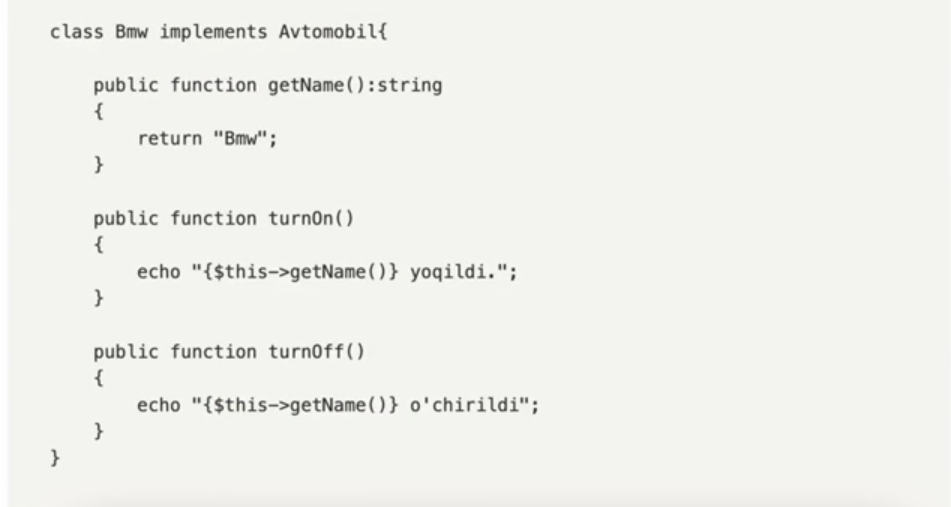 class Bmw implements Avtomobil{
public function getName():string
{
return "Bmw";
}
public function turnOn()
{
echo "{$this->getName()} yoqildi.";
}
public function turnOff()
{
echo "{$this->getName()} o'chirildi";
}
}